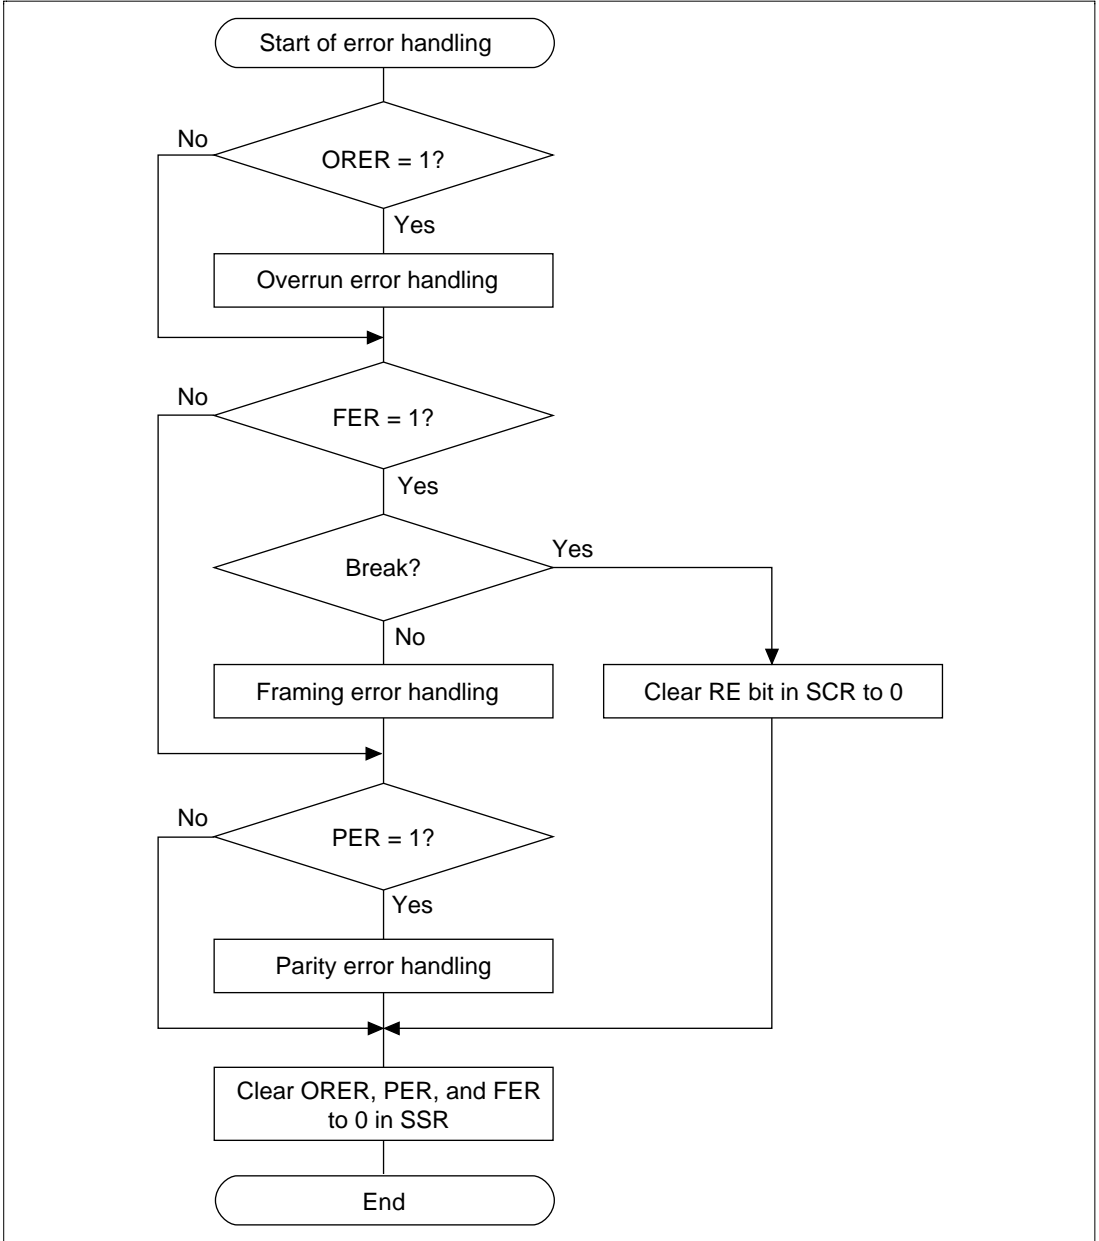 Start of error handling
No
ORER = 1?
Yes
Overrun error handling
No
FER = 1?
Yes
Break?
Yes
No
Framing error handling
Clear RE bit in SCR to 0
No
PER = 1?
Yes
Parity error handling
Clear ORER, PER, and FER
to 0 in SSR
End